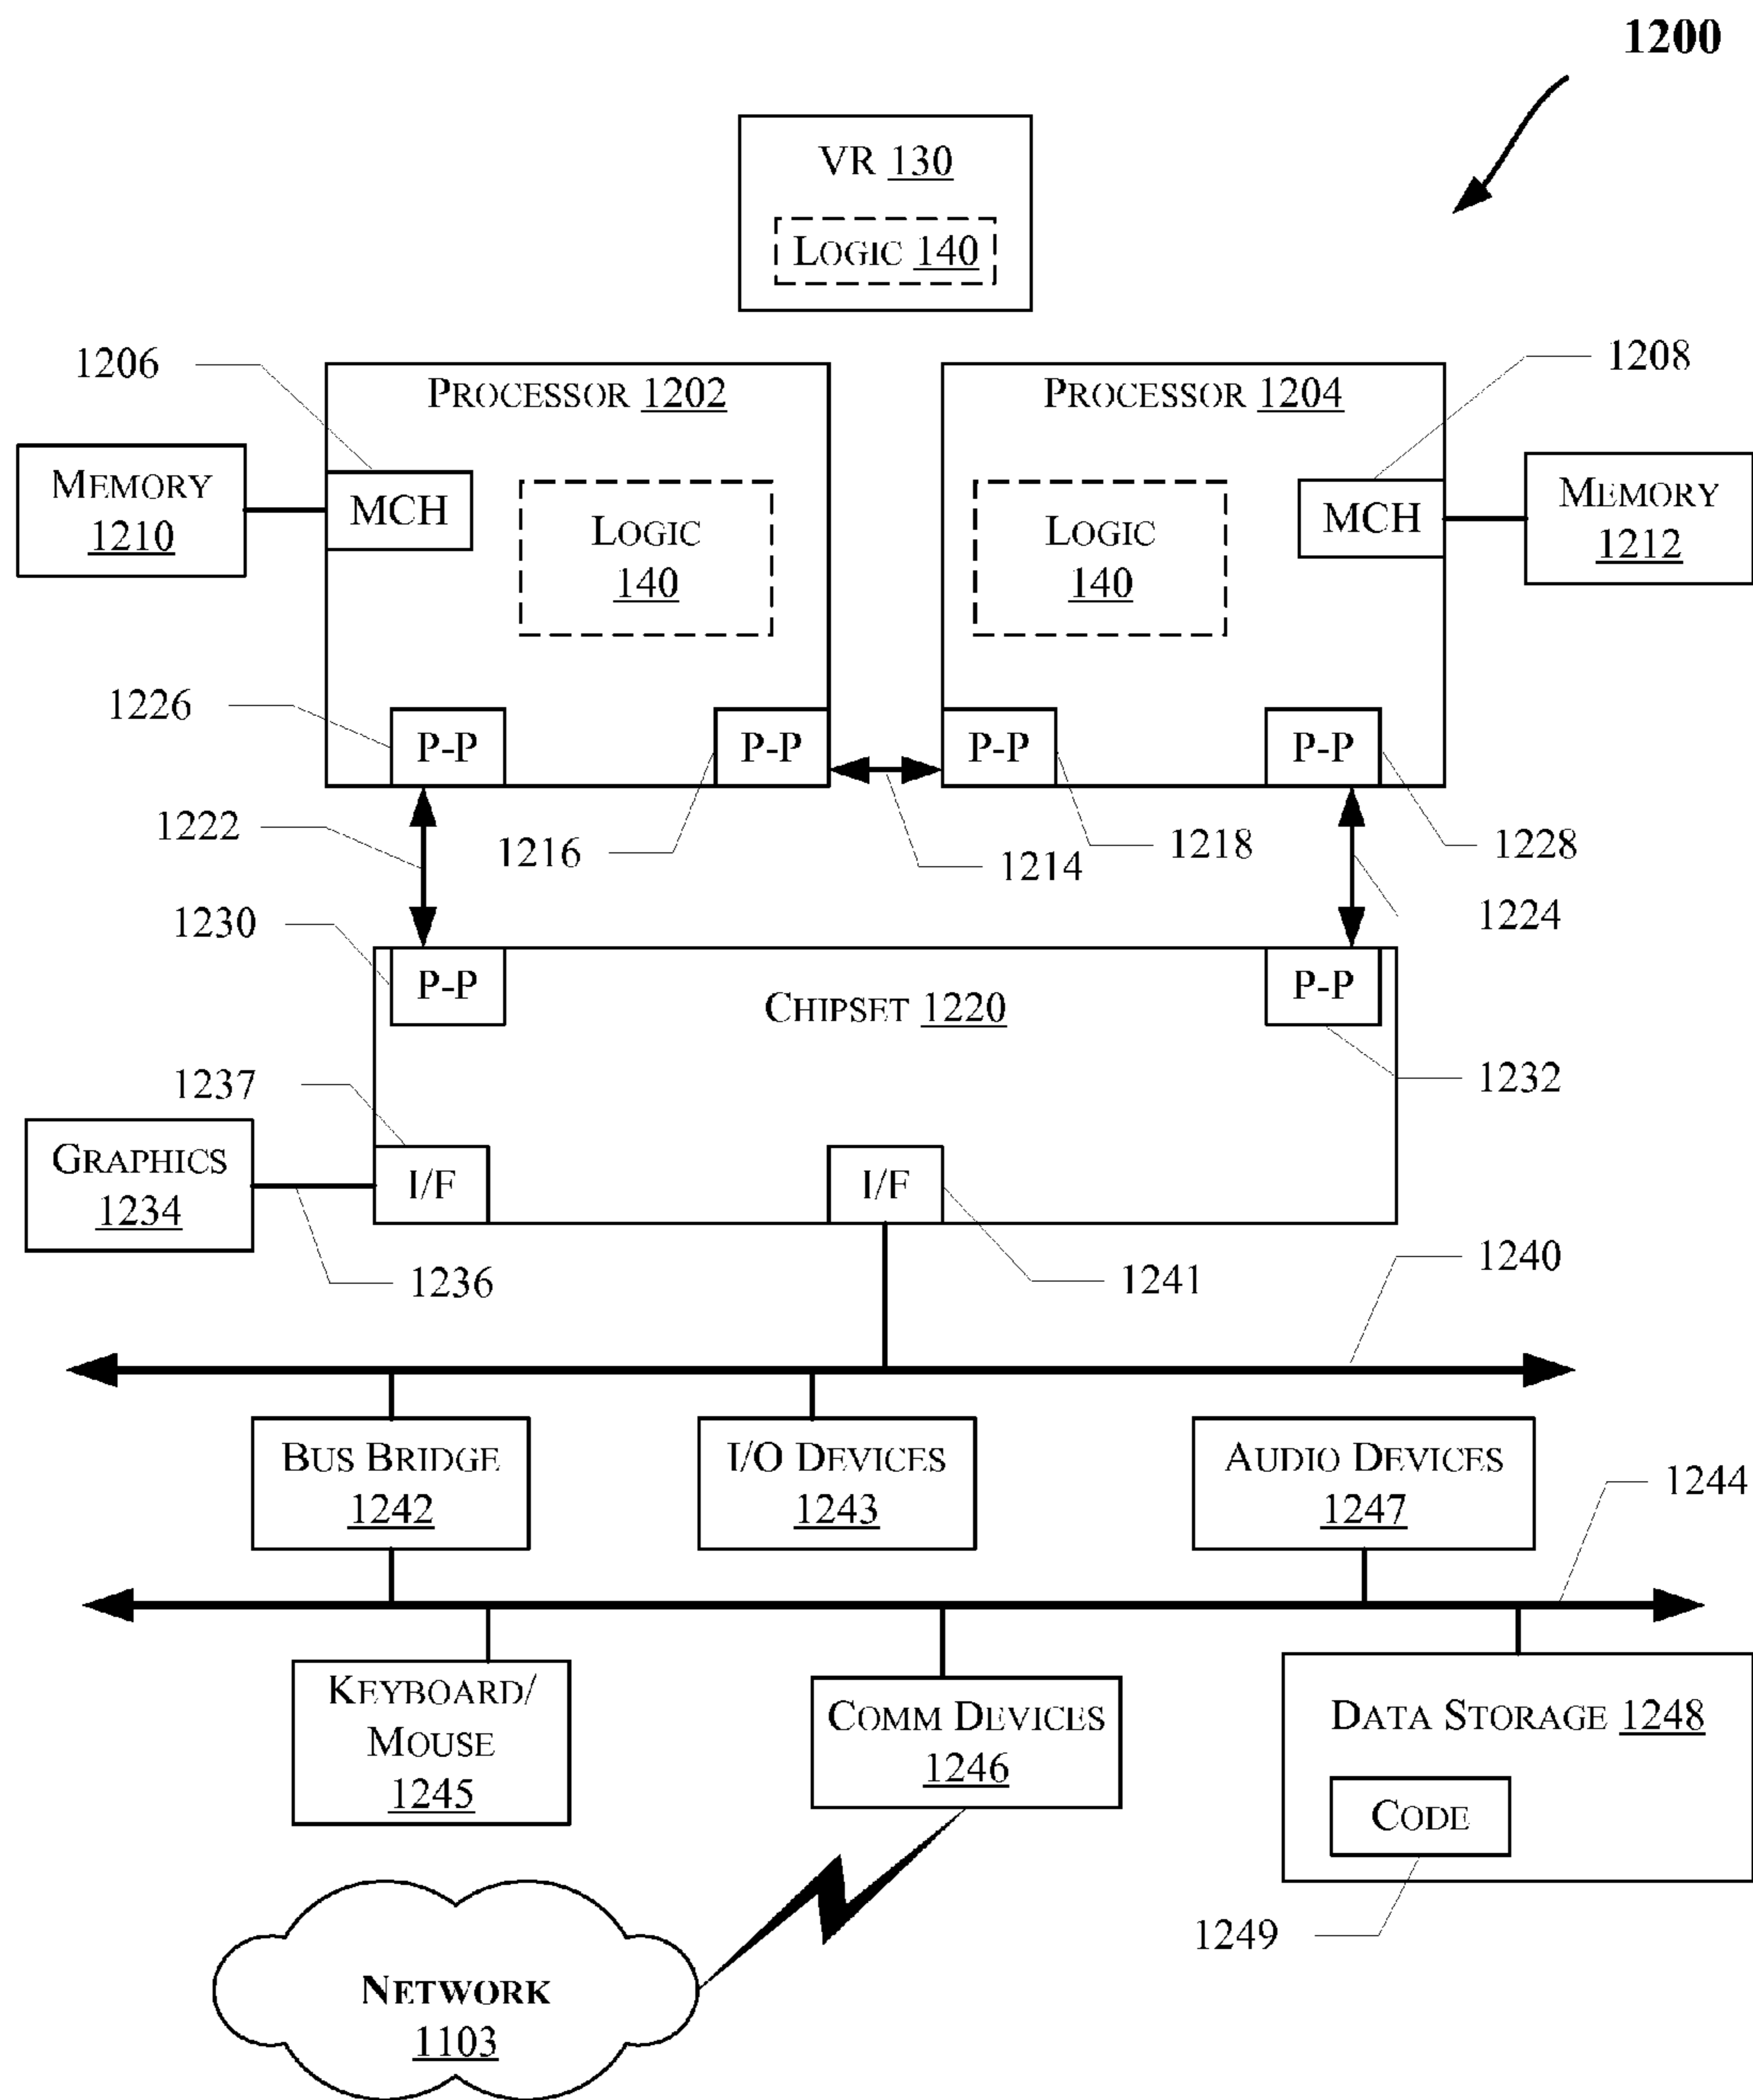 1200
VR 130
LOGIC 140
1206
PROCESSOR 1202
PROCESSOR 1204
1208
MEMORY
1210
MCH
LOGIC
140
LOGIC
140
MCH
MEMORY
1212
1226
P-P
P-P
P-P
P-P
1222
1216
1214
1218
1228
1230
1224
P-P
CHIPSET 1220
P-P
1237
1232
GRAPHICS
1234
I/F
I/F
1236
1241
1240
BUS BRIDGE
1242
I/O DEVICES
1243
AUDIO DEVICES
1247
1244
KEYBOARD/
MOUSE
1245
COMM DEVICES
1246
DATA STORAGE 1248
CODE
1249
NETWORK
1103